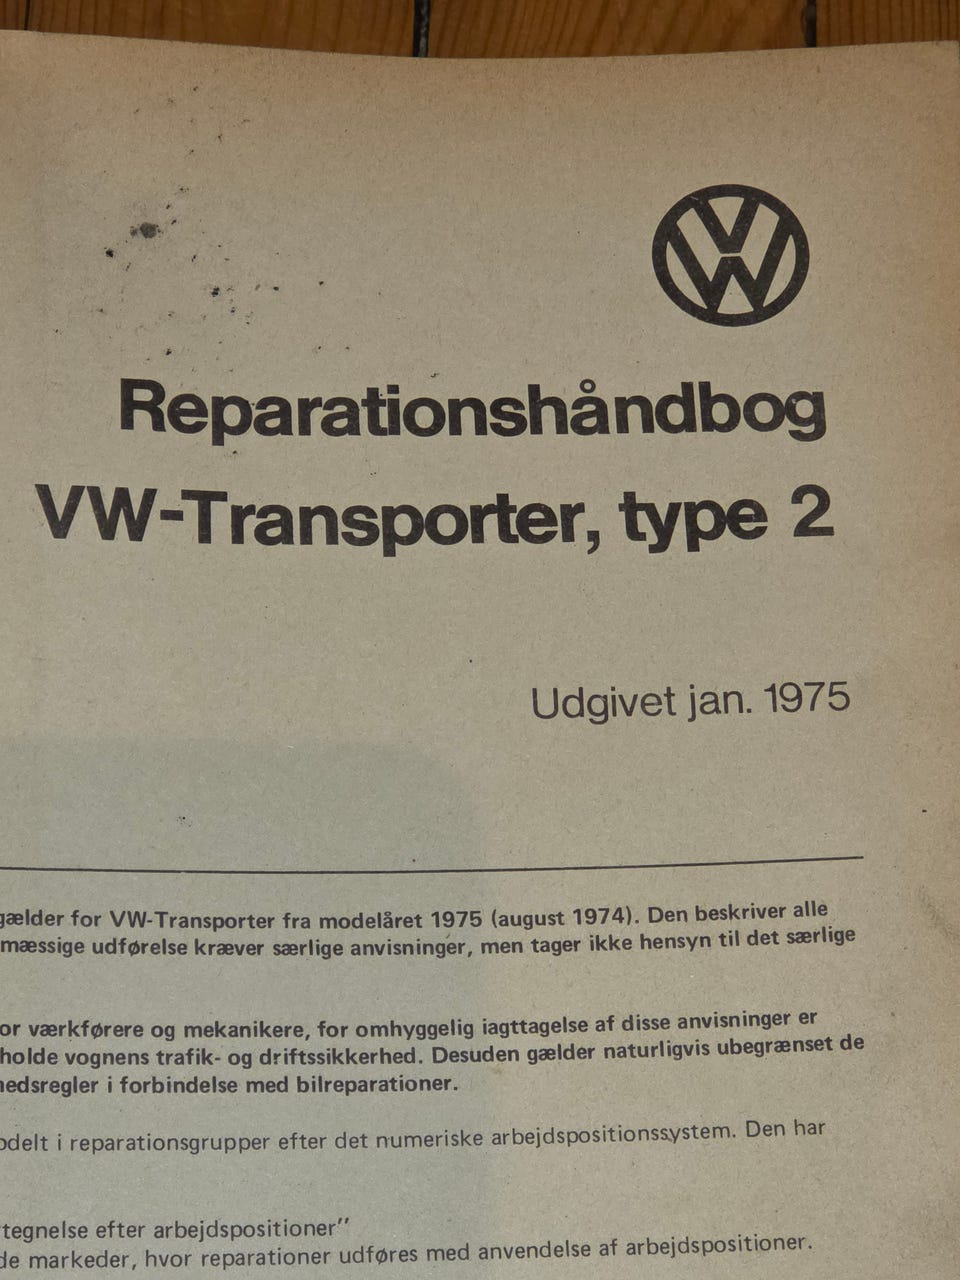 Reparationshåndbog
VW-Transporter, type 2
Udgivet jan. 1975
gælder for VW-Transporter fra modelåret 1975 (august 1974). Den beskriver alle
mæssige udførelse kræver særlige anvisninger, men tager ikke hensyn til det særlige
or værkførere og mekanikere, for omhyggelig iagttagelse af disse anvisninger er
holde vognens trafik- og driftssikkerhed. Desuden gælder naturligvis ubegrænset de
hedsregler i forbindelse med bilreparationer.
odelt i reparationsgrupper efter det numeriske arbejdspositionssystem. Den har
tegnelse efter arbejdspositioner"
de markeder, hvor reparationer udføres med anvendelse af arbejdspositioner.